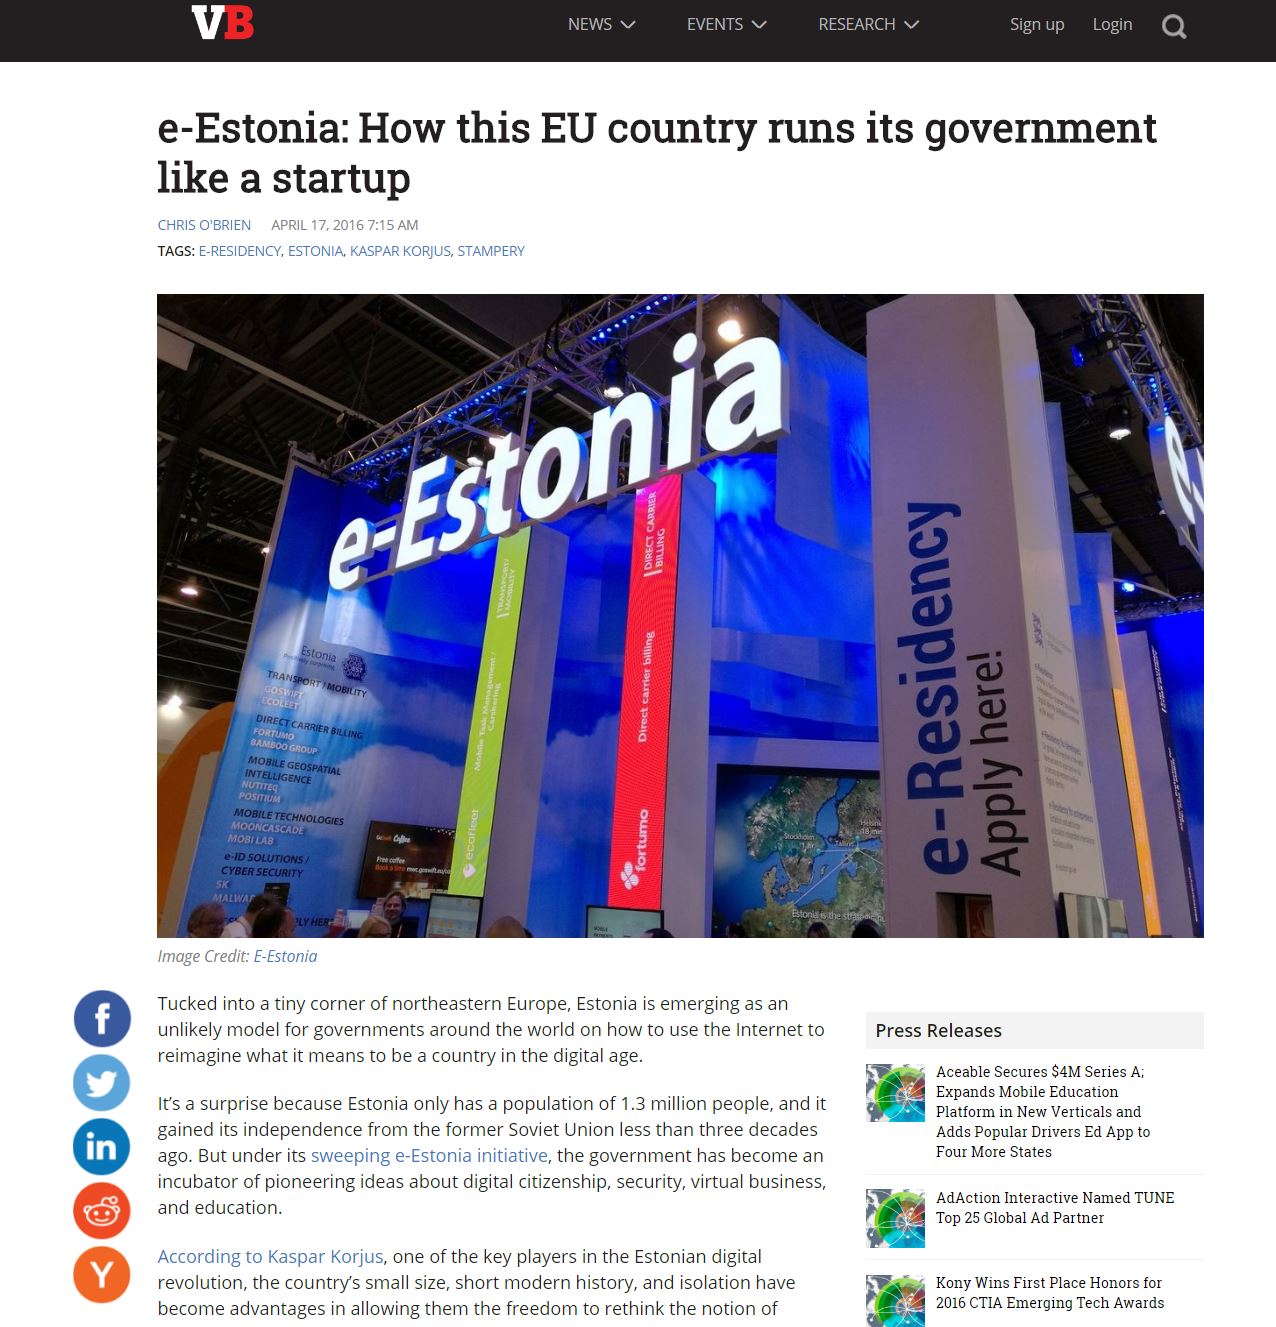 VB
NEWS
EVENTS
RESEARCH
Sign up
Login
e-Estonia: How this EU country runs its government
like a startup
CHRIS O'BRIEN APRIL 17, 2016 7:15 AM
TAGS: E-RESIDENCY, ESTONIA, KASPAR KORJUS, STAMPERY
e-Estonia
TRANSPORT/
MOBILITY
Mobile Task Management /
Carsharing
ecofleet
DIRECT CARRIER
BILLING
Direct carrier billing
fortumo
e-Residency
Apply here!
Estonia
Positively surprising
TRANSPORT / MOBILITY
GOSWIFT
ECOLEET
DIRECT CARRIER BILLING
FORTUMO
BAMBOO GROUP
MOBILE GEOSPATIAL
INTELLIGENCE
NUTITEQ
POSITIUM
MOBILE TECHNOLOGIES
MOONCASCADE
MOBI LAB
e-ID SOLUTIONS /
CYBER SECURITY
SK
GoSwift Coffee
Free coffee
Book a time
Stockholm
1 hr
Helsinki
18 min
Tallinn
Estonia is the strategic
Image Credit: E-Estonia
Tucked into a tiny corner of northeastern Europe, Estonia is emerging as an
unlikely model for governments around the world on how to use the Internet to
reimagine what it means to be a country in the digital age.
It’s a surprise because Estonia only has a population of 1.3 million people, and it
gained its independence from the former Soviet Union less than three decades
ago. But under its sweeping e-Estonia initiative, the government has become an
incubator of pioneering ideas about digital citizenship, security, virtual business,
and education.
According to Kaspar Korjus, one of the key players in the Estonian digital
revolution, the country’s small size, short modern history, and isolation have
become advantages in allowing them the freedom to rethink the notion of
Press Releases
Aceable Secures $4M Series A;
Expands Mobile Education
Platform in New Verticals and
Adds Popular Drivers Ed App to
Four More States
AdAction Interactive Named TUNE
Top 25 Global Ad Partner
Kony Wins First Place Honors for
2016 CTIA Emerging Tech Awards